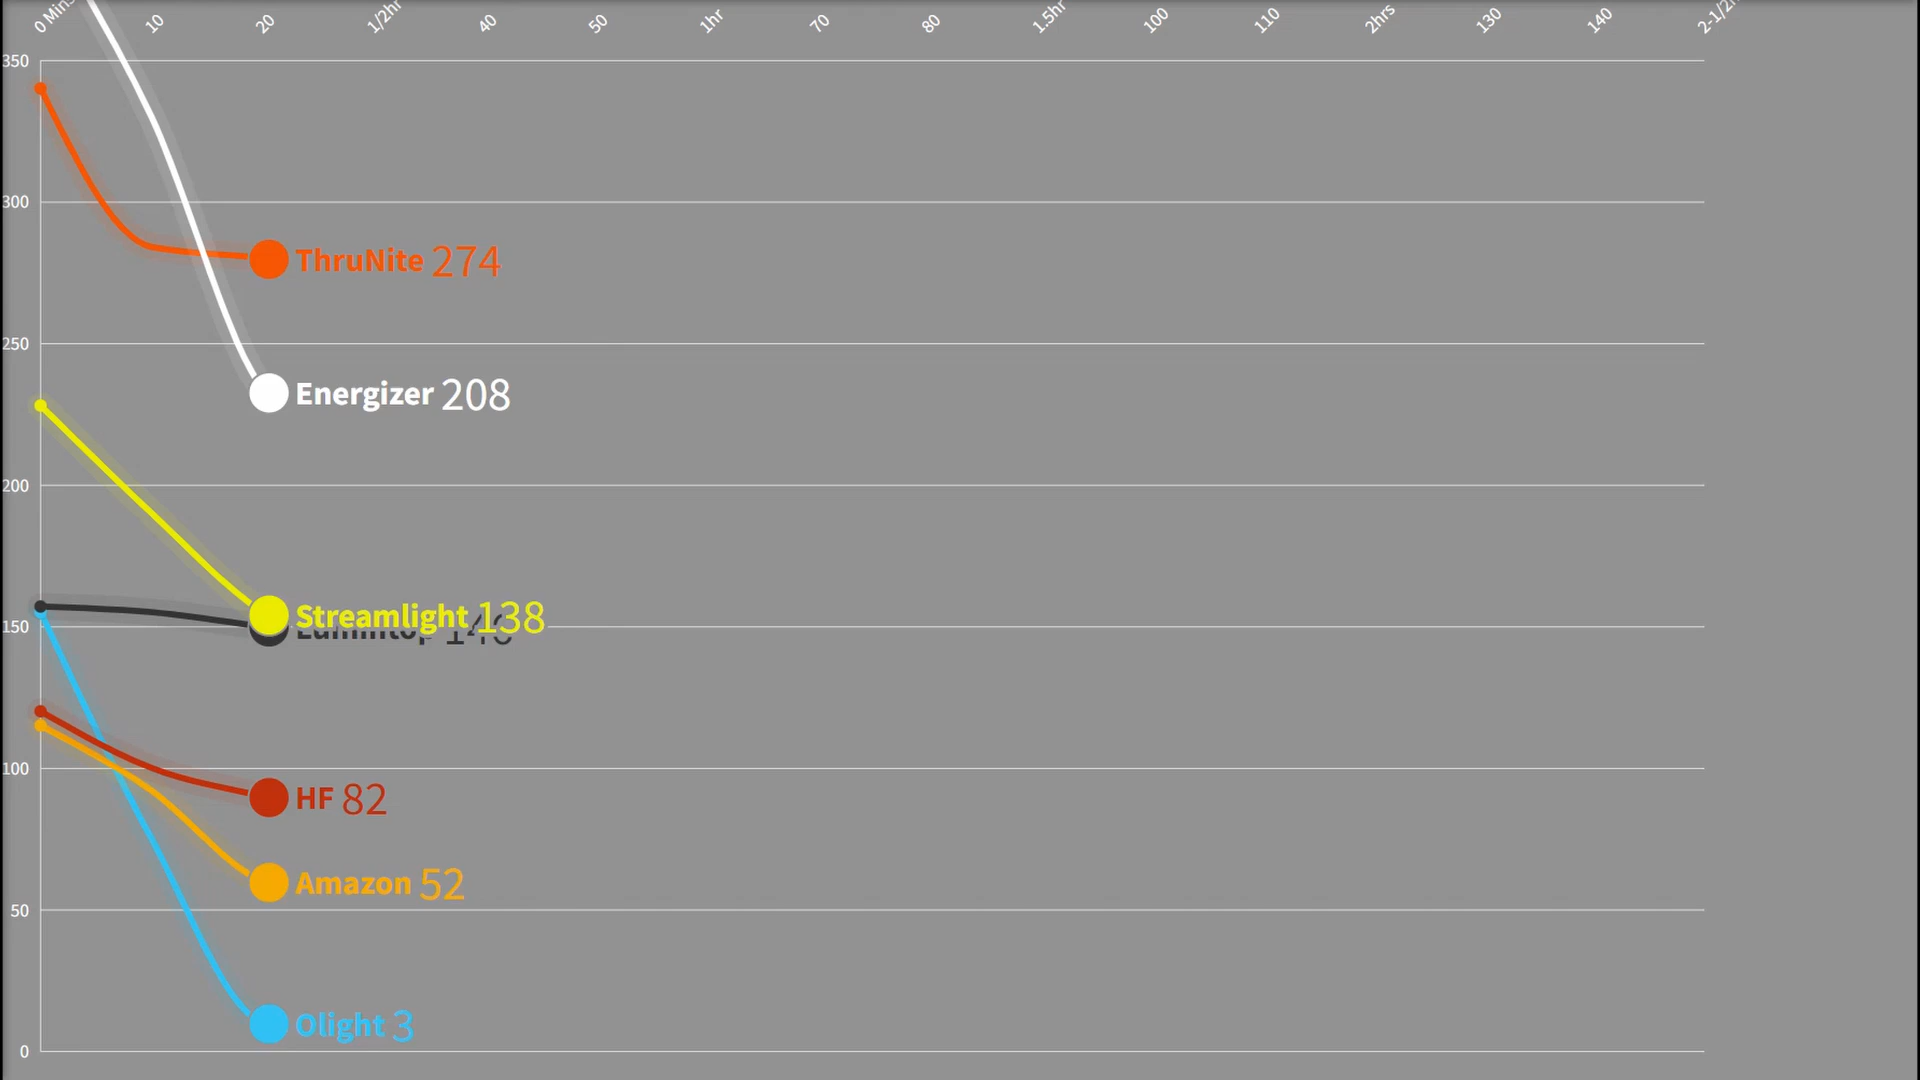 0 Mins 10 20 1/2hr 40 50 1hr 70 80 1.5hr 100 110 2hrs 130 140
350
300
ThruNite 274
250
Energizer 208
200
Streamlight 138
150
100
HF 82
Amazon 52
50
Olight 3
0